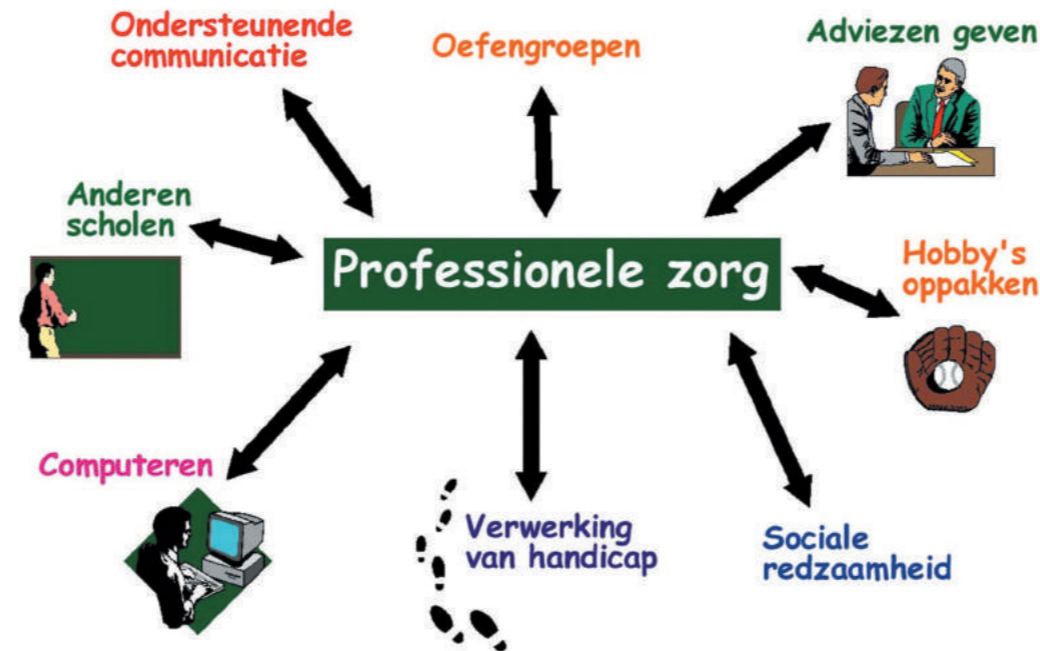 Ondersteunende
communicatie
Oefengroepen
Adviezen geven
Anderen
scholen
Professionele zorg
Hobby's
oppakken
Computeren
Verwerking
van handicap
Sociale
redzaamheid